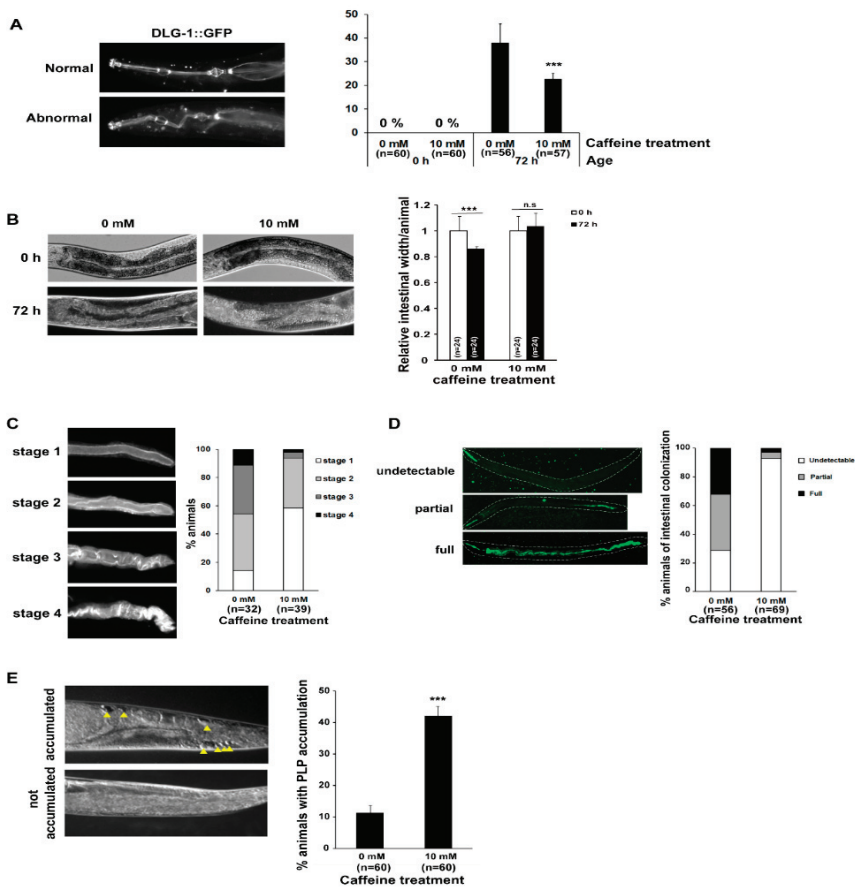 A
DLG-1::GFP
Normal
Abnormal
50
40
30
20
10
0
0 %
0 %
***
0 mM
10 mM
0 mM
10 mM
Caffeine treatment
(n=60)
(n=60)
(n=56)
(n=57)
0 h
72 h
Age
B
0 mM
10 mM
0 h
72 h
Relative intestinal width/animal
1.2
1
0.8
0.6
0.4
0.2
0
***
n.s
0 h
72 h
(n=24)
(n=24)
(n=24)
(n=24)
0 mM
10 mM
caffeine treatment
C
stage 1
stage 2
stage 3
stage 4
% animals
100
80
60
40
20
0
stage 1
stage 2
stage 3
stage 4
0 mM
10 mM
(n=32)
(n=39)
Caffeine treatment
D
undetectable
partial
full
% animals of intestinal colonization
100
80
60
40
20
0
Undetectable
Partial
Full
0 mM
10 mM
(n=56)
(n=69)
Caffeine treatment
E
accumulated
not
accumulated
% animals with PLP accumulation
50
40
30
20
10
0
***
0 mM
10 mM
(n=60)
(n=60)
Caffeine treatment